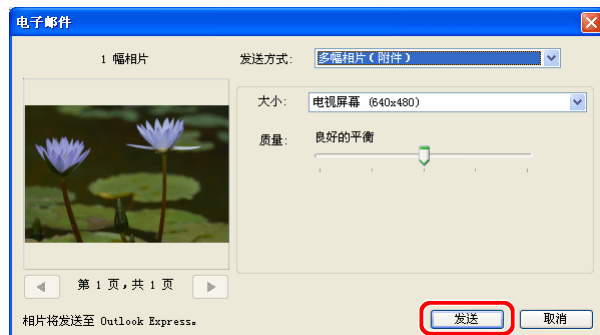 电子邮件
1 幅相片
发送方式: 多幅相片(附件)
大小: 电视屏幕 (640x480)
质量: 良好的平衡
第 1 页,共 1 页
相片将发送至 Outlook Express。
发送 取消